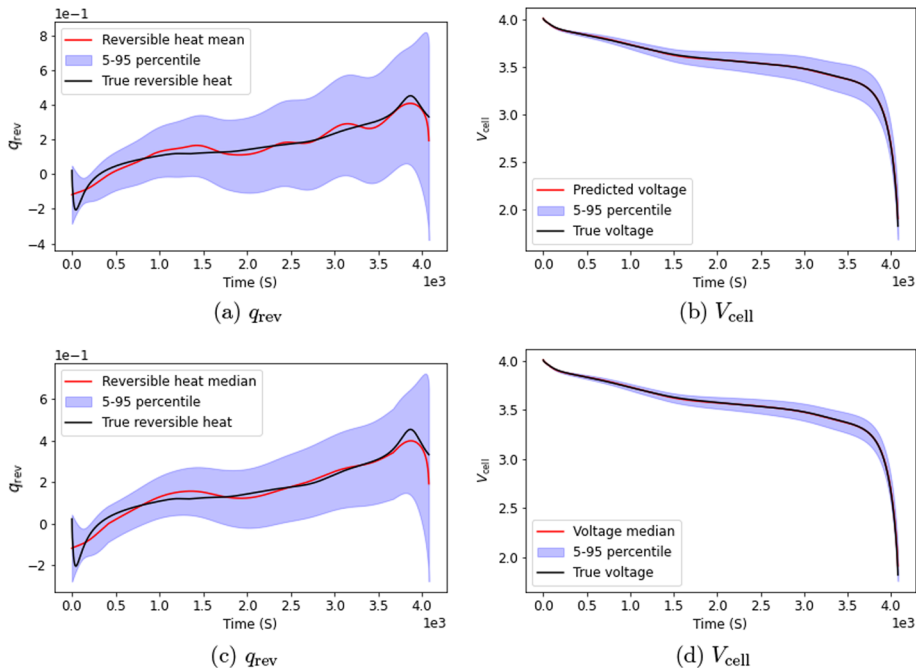 1e−1
8
6
4
2
0
−2
−4
q_rev
Reversible heat mean
5-95 percentile
True reversible heat
0.0 0.5 1.0 1.5 2.0 2.5 3.0 3.5 4.0
1e3
Time (S)
(a) q_rev
4.0
3.5
3.0
2.5
2.0
V_cell
Predicted voltage
5-95 percentile
True voltage
0.0 0.5 1.0 1.5 2.0 2.5 3.0 3.5 4.0
1e3
Time (S)
(b) V_cell
1e−1
6
4
2
0
−2
q_rev
Reversible heat median
5-95 percentile
True reversible heat
0.0 0.5 1.0 1.5 2.0 2.5 3.0 3.5 4.0
1e3
Time (S)
(c) q_rev
4.0
3.5
3.0
2.5
2.0
V_cell
Voltage median
5-95 percentile
True voltage
0.0 0.5 1.0 1.5 2.0 2.5 3.0 3.5 4.0
1e3
Time (S)
(d) V_cell